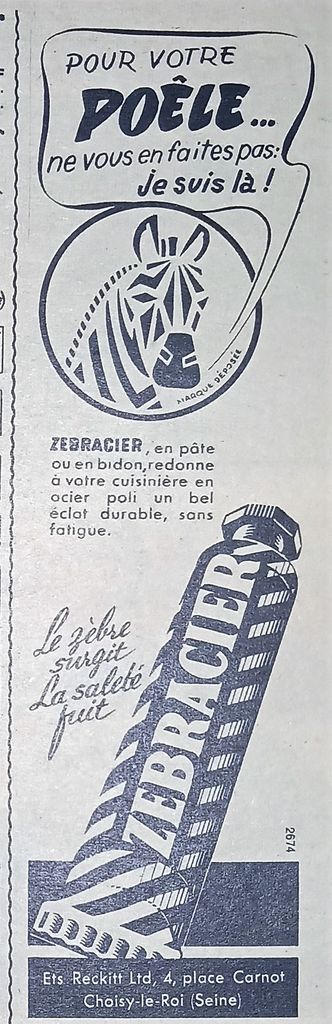 POUR VOTRE
POÊLE...
ne vous en faites pas:
je suis là !
MARQUE DÉPOSÉE
ZEBRACIER, en pâte
ou en bidon, redonne
à votre cuisinière en
acier poli un bel
éclat durable, sans
fatigue.
Le zèbre
surgit
La saleté
fuit
ZEBRACIER
2674
Ets Reckitt Ltd, 4, place Carnot
Choisy-le-Roi (Seine)